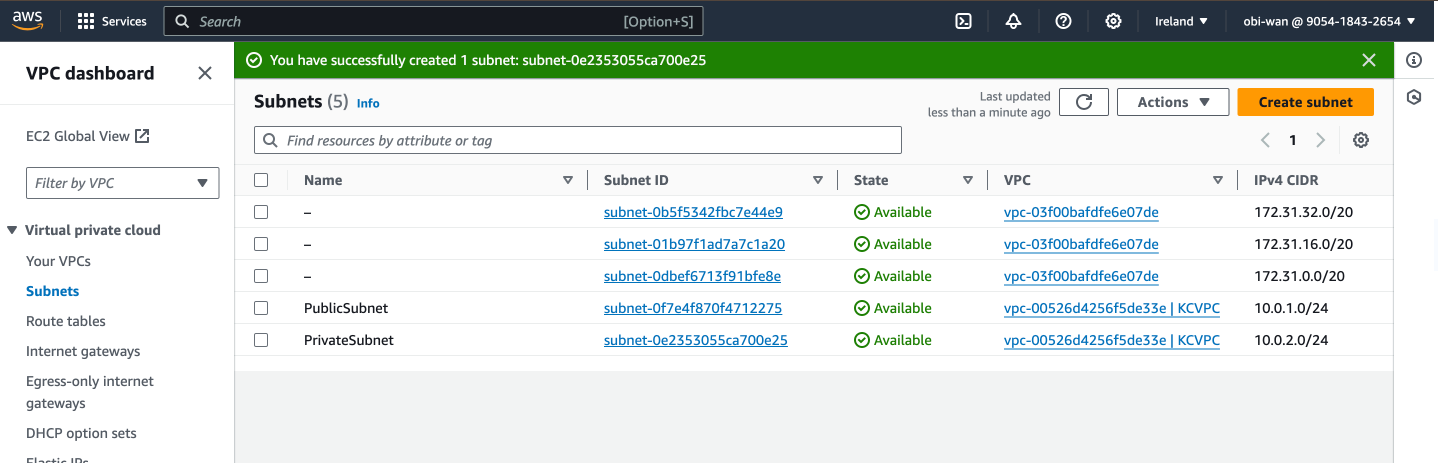 aws Services Search [Option+S] Ireland obi-wan @ 9054-1843-2654
VPC dashboard
EC2 Global View
Filter by VPC
Virtual private cloud
Your VPCs
Subnets
Route tables
Internet gateways
Egress-only internet
gateways
DHCP option sets
Elastic IPs
You have successfully created 1 subnet: subnet-0e2353055ca700e25
Subnets (5) Info
Last updated
less than a minute ago
Actions
Create subnet
Find resources by attribute or tag
1
Name Subnet ID State VPC IPv4 CIDR
– subnet-0b5f5342fbc7e44e9 Available vpc-03f00bafdfe6e07de 172.31.32.0/20
– subnet-01b97f1ad7a7c1a20 Available vpc-03f00bafdfe6e07de 172.31.16.0/20
– subnet-0dbef6713f91bfe8e Available vpc-03f00bafdfe6e07de 172.31.0.0/20
PublicSubnet subnet-0f7e4f870f4712275 Available vpc-00526d4256f5de33e | KCVPC 10.0.1.0/24
PrivateSubnet subnet-0e2353055ca700e25 Available vpc-00526d4256f5de33e | KCVPC 10.0.2.0/24